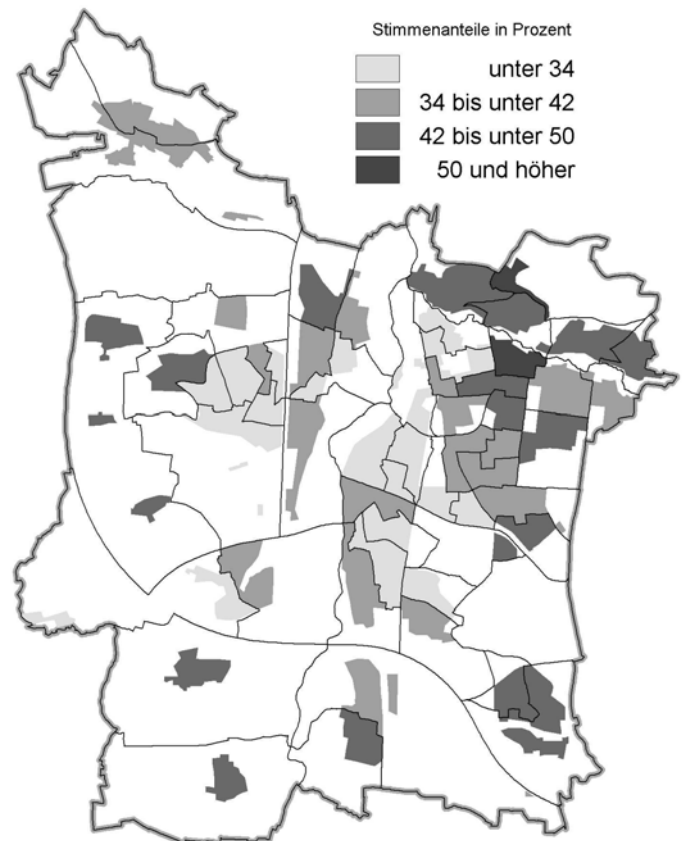 Stimmenanteile in Prozent
unter 34
34 bis unter 42
42 bis unter 50
50 und höher